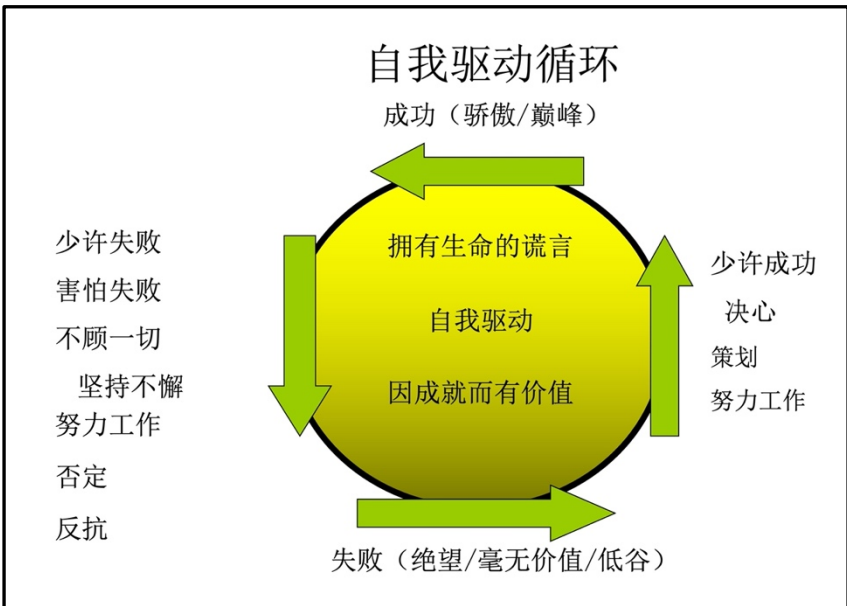 自我驱动循环
成功（骄傲/巅峰）
少许失败
害怕失败
不顾一切
坚持不懈
努力工作
否定
反抗
拥有生命的谎言
自我驱动
因成就而有价值
少许成功
决心
策划
努力工作
失败（绝望/毫无价值/低谷）